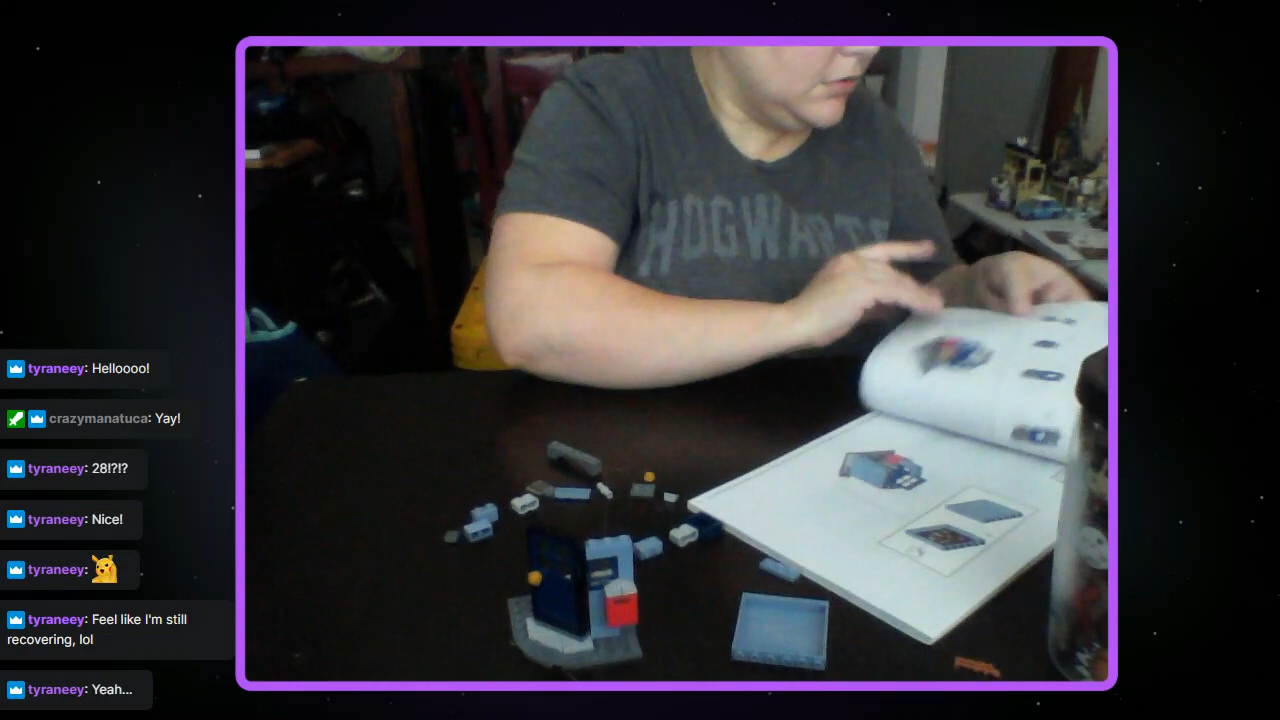 HOGWARTS
tyraneey: Helloooo!
crazymanatuca: Yay!
tyraneey: 28!?!?
tyraneey: Nice!
tyraneey:
tyraneey: Feel like I'm still
recovering, lol
tyraneey: Yeah...